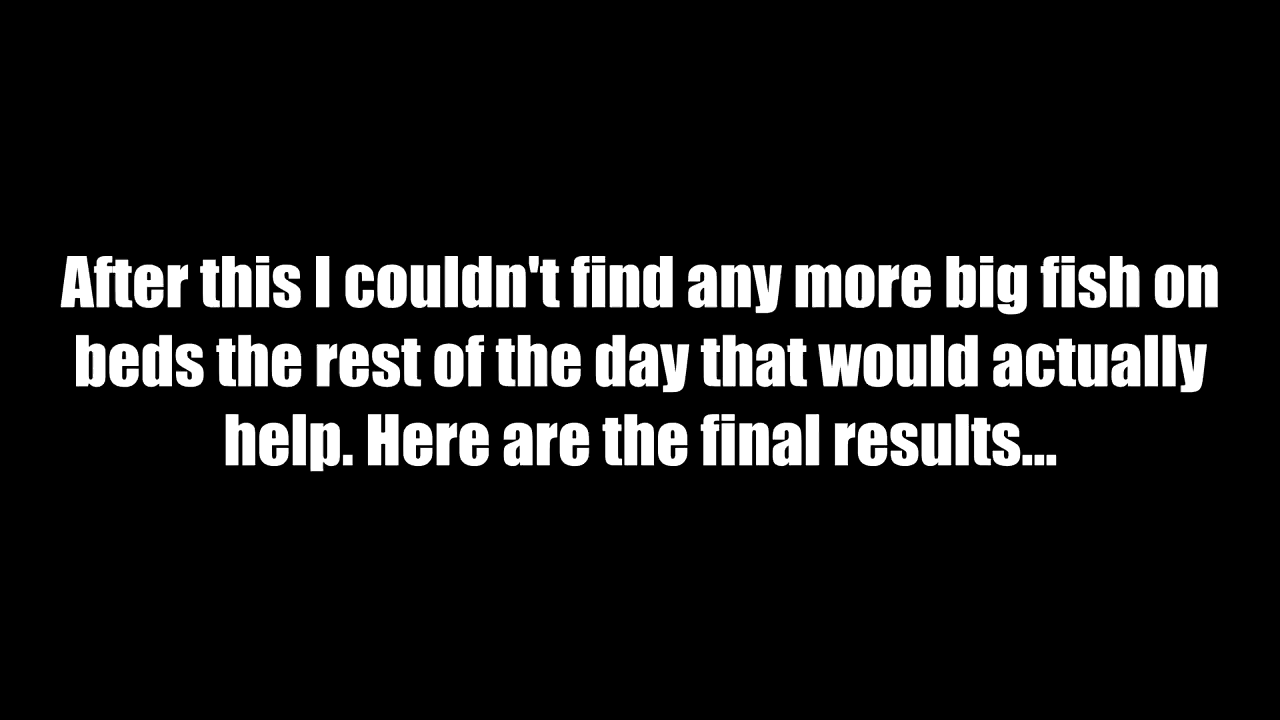 After this I couldn't find any more big fish on
beds the rest of the day that would actually
help. Here are the final results...